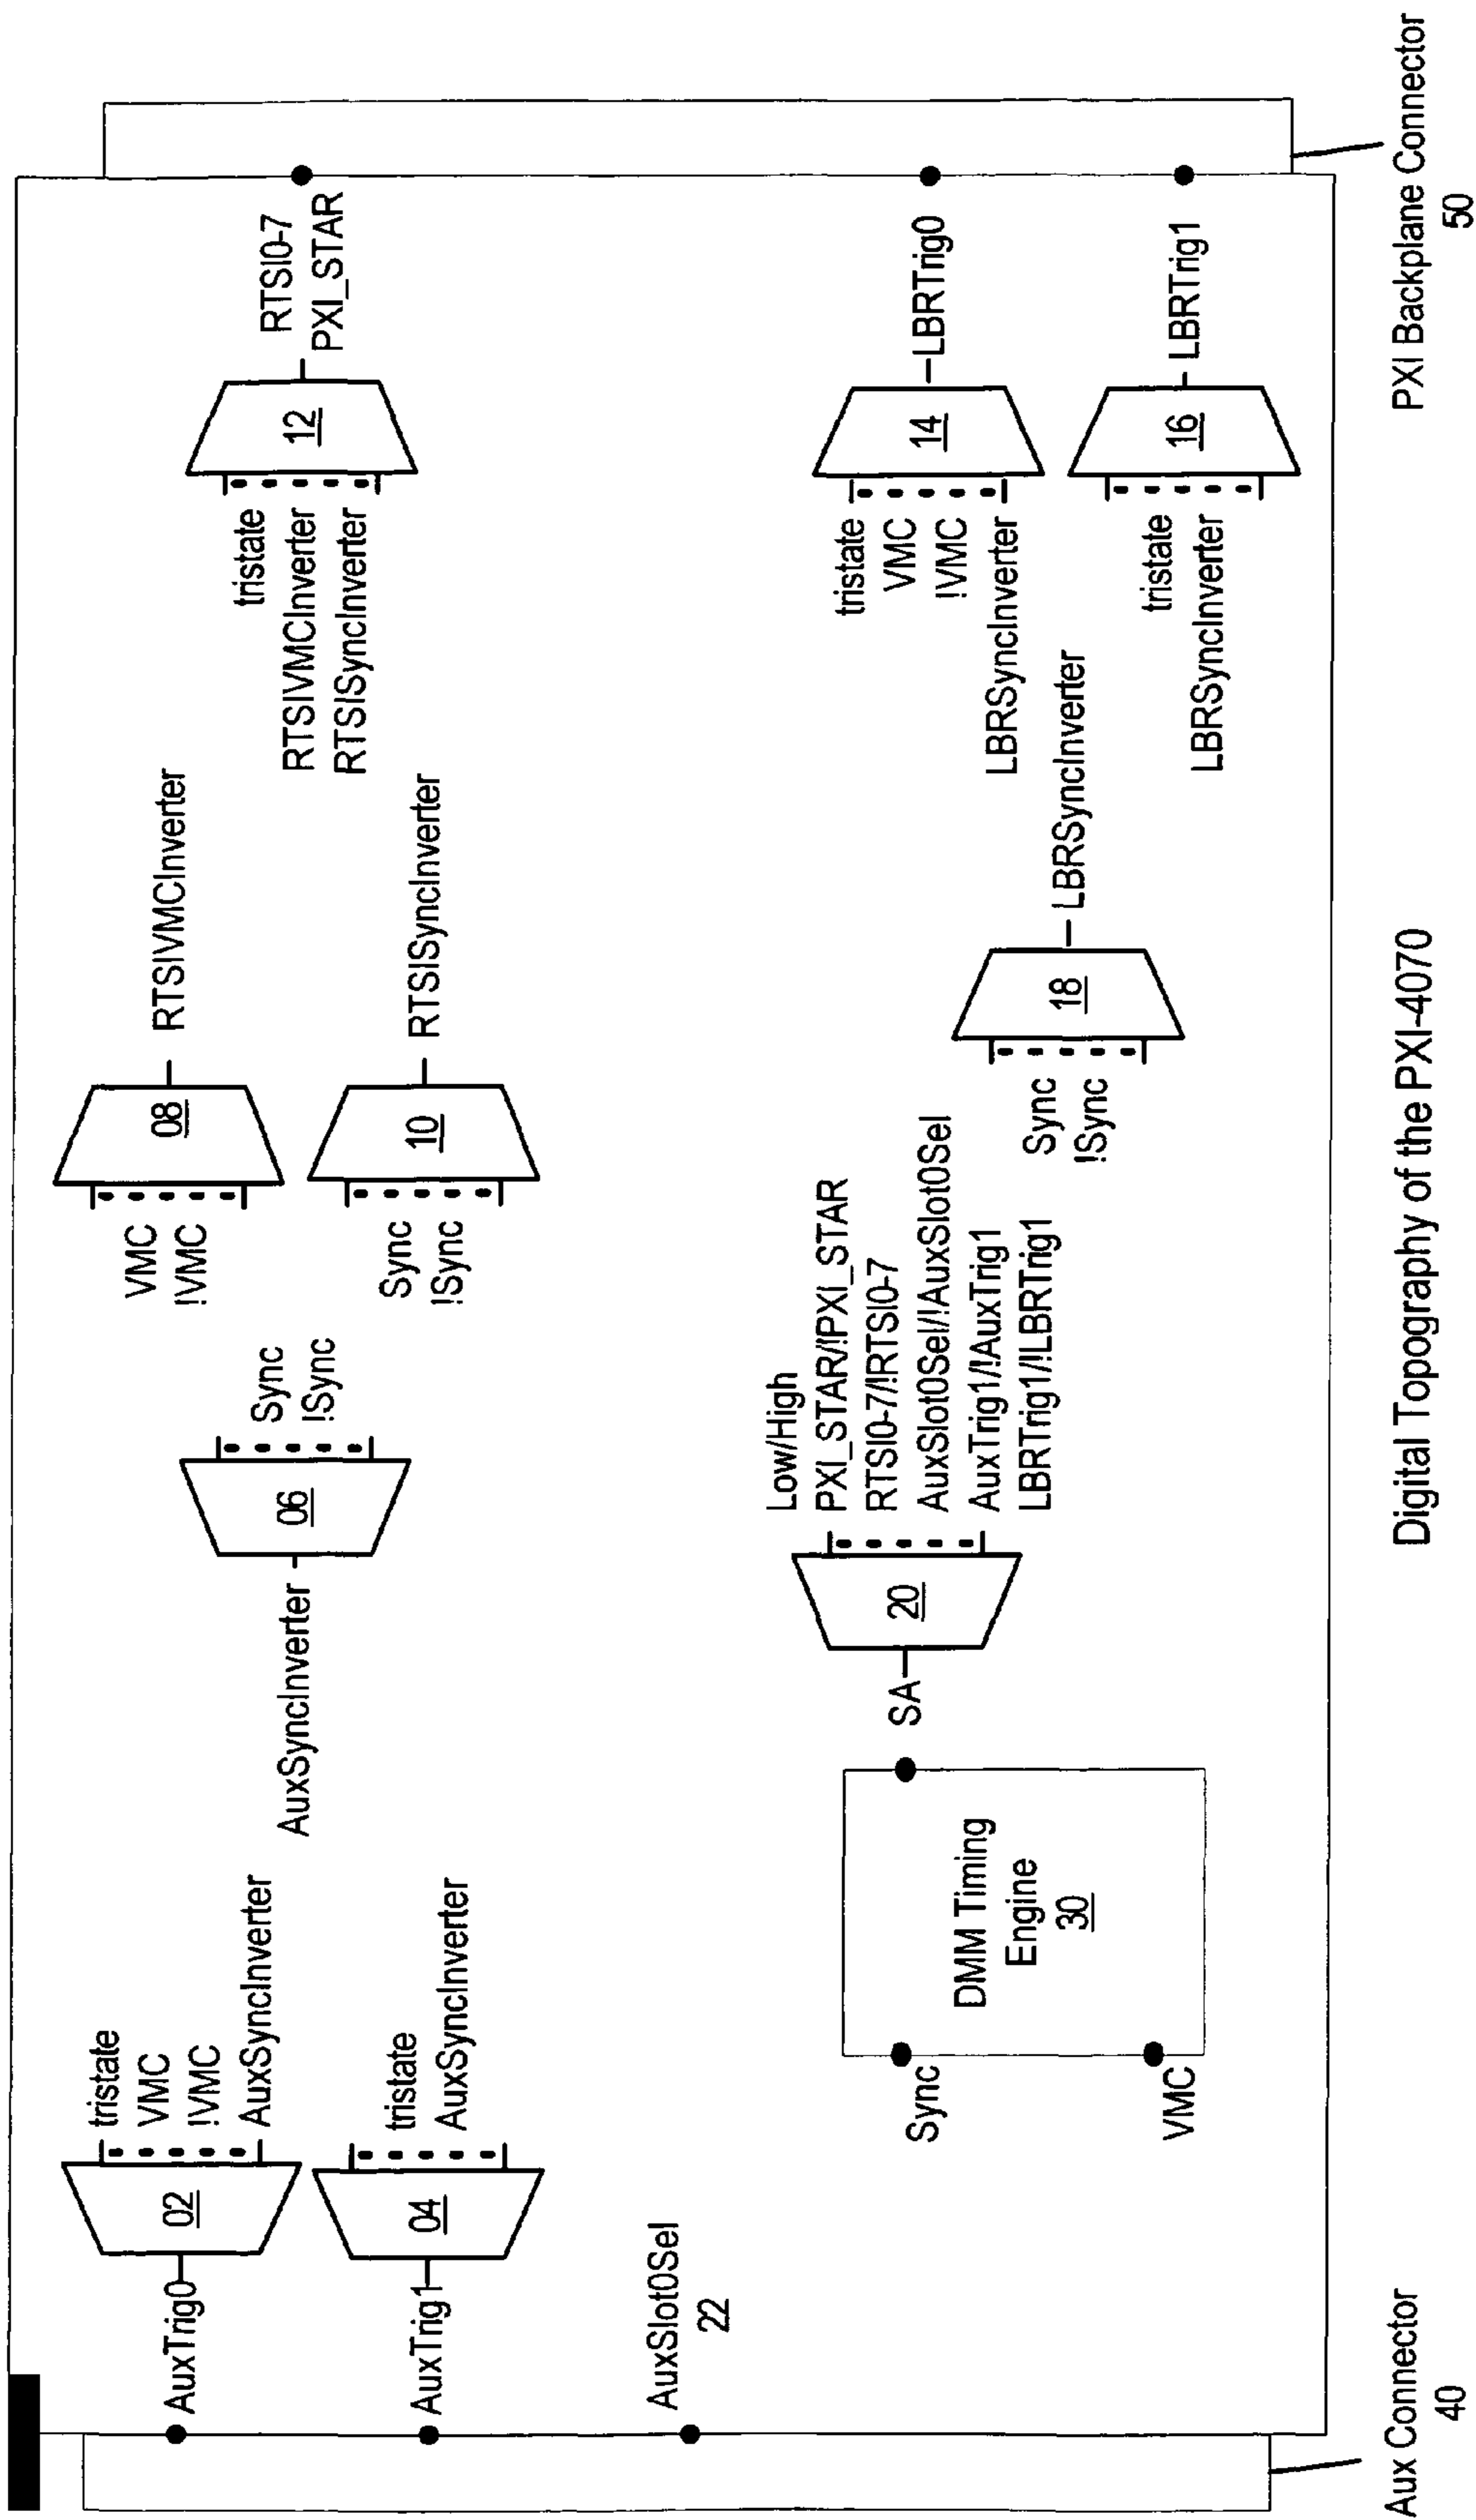 AuxTrig0
02
tristate
VMC
!VMC
AuxSyncInverter
AuxTrig1
04
tristate
AuxSyncInverter
AuxSlot0Sel
22
AuxSyncInverter
06
Sync
!Sync
VMC
!VMC
08
RTSIVMCInverter
Sync
!Sync
10
RTSISyncInverter
tristate
RTSIVMCInverter
RTSISyncInverter
12
RTSI0-7
PXI_STAR
Sync
VMC
DMM Timing
Engine
30
SA
20
Low/High
PXI_STAR/!PXI_STAR
RTSI0-7/!RTSI0-7
AuxSlot0Sel/!AuxSlot0Sel
AuxTrig1/!AuxTrig1
LBRTrig1/!LBRTrig1
Sync
!Sync
18
LBRSyncInverter
tristate
VMC
!VMC
LBRSyncInverter
14
LBRTrig0
tristate
LBRSyncInverter
16
LBRTrig1
Aux Connector
40
Digital Topography of the PXI-4070
PXI Backplane Connector
50